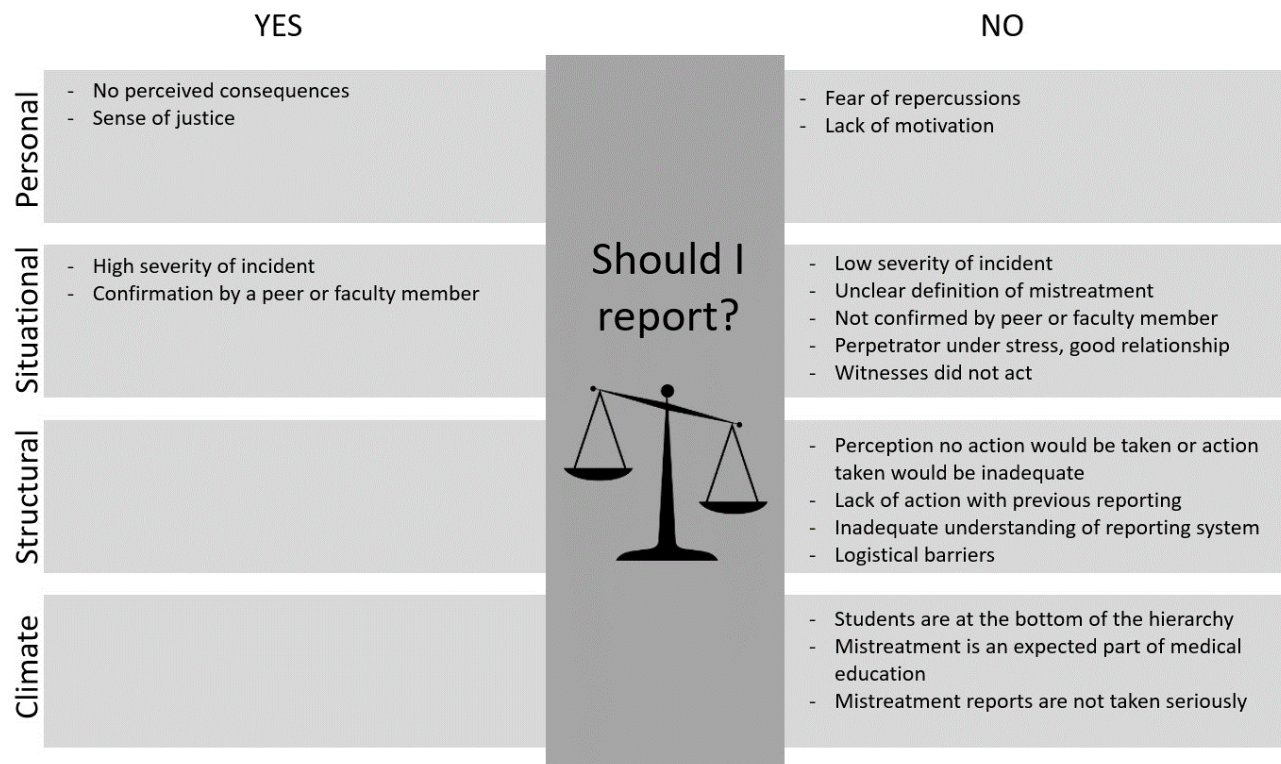 YES
NO
Personal
- No perceived consequences
- Sense of justice
- Fear of repercussions
- Lack of motivation
Should I
report?
Situational
- High severity of incident
- Confirmation by a peer or faculty member
- Low severity of incident
- Unclear definition of mistreatment
- Not confirmed by peer or faculty member
- Perpetrator under stress, good relationship
- Witnesses did not act
Structural
- Perception no action would be taken or action
taken would be inadequate
- Lack of action with previous reporting
- Inadequate understanding of reporting system
- Logistical barriers
Climate
- Students are at the bottom of the hierarchy
- Mistreatment is an expected part of medical
education
- Mistreatment reports are not taken seriously